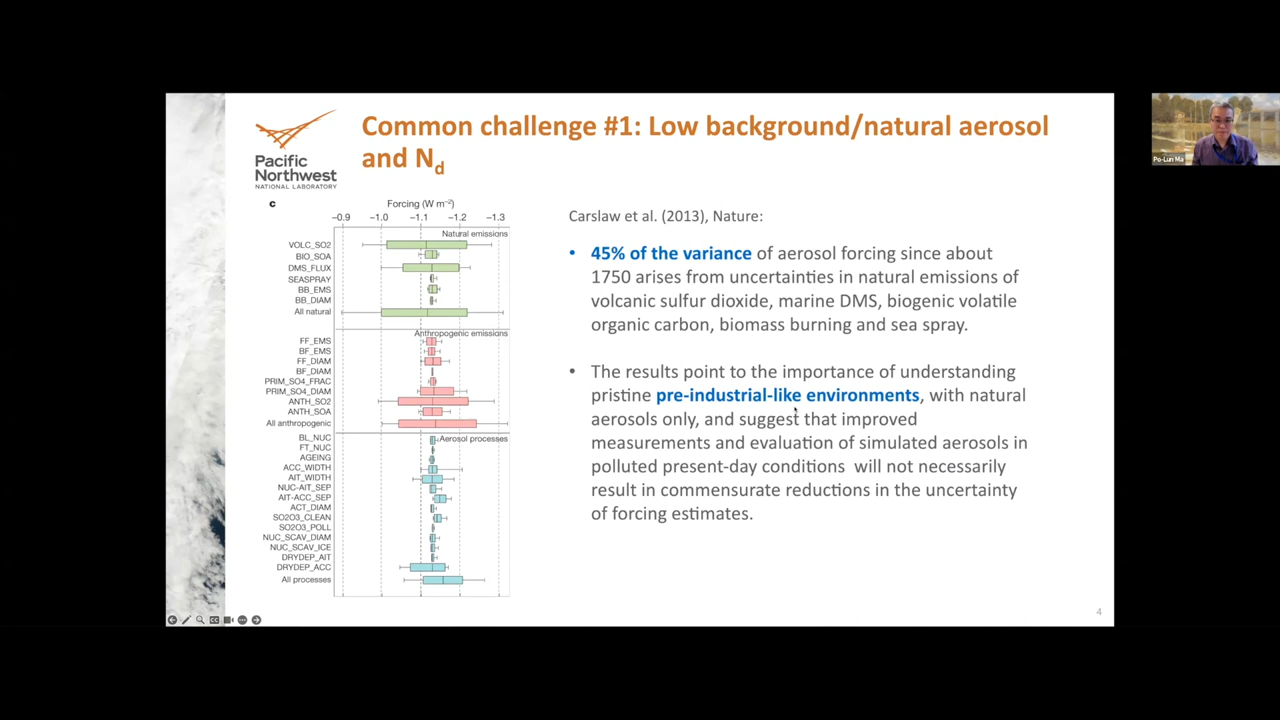 Common challenge #1: Low background/natural aerosol
and Nd
Pacific
Northwest
NATIONAL LABORATORY
c
Forcing (W m−2)
−0.9 −1.0 −1.1 −1.2 −1.3
Natural emissions
VOLC_SO2
BIO_SOA
DMS_FLUX
SEASPRAY
BB_EMS
BB_DIAM
All natural
Anthropogenic emissions
FF_EMS
BF_EMS
FF_DIAM
BF_DIAM
PRIM_SO4_FRAC
PRIM_SO4_DIAM
ANTH_SO2
ANTH_SOA
All anthropogenic
Aerosol processes
BL_NUC
FT_NUC
AGEING
ACC_WIDTH
AIT_WIDTH
NUC-AIT_SEP
AIT-ACC_SEP
ACT_DIAM
SO2O3_CLEAN
SO2O3_POLL
NUC_SCAV_DIAM
NUC_SCAV_ICE
DRYDEP_AIT
DRYDEP_ACC
All processes
Carslaw et al. (2013), Nature:
• 45% of the variance of aerosol forcing since about
1750 arises from uncertainties in natural emissions of
volcanic sulfur dioxide, marine DMS, biogenic volatile
organic carbon, biomass burning and sea spray.
• The results point to the importance of understanding
pristine pre-industrial-like environments, with natural
aerosols only, and suggest that improved
measurements and evaluation of simulated aerosols in
polluted present-day conditions will not necessarily
result in commensurate reductions in the uncertainty
of forcing estimates.
4
Po-Lun Ma